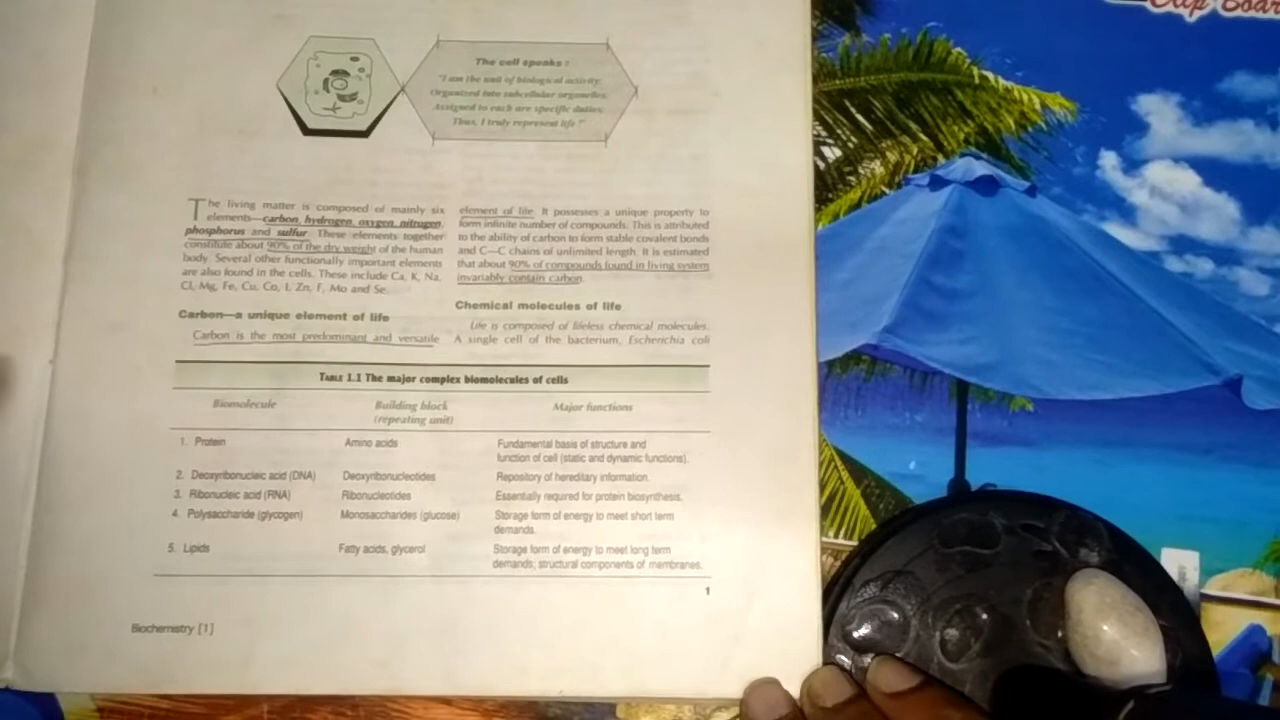 Clip Boar
The cell speaks :
"I am the unit of biological activity;
Organized into subcellular organelles;
Assigned to each are specific duties;
Thus, I truly represent life !"
The living matter is composed of mainly six
elements—carbon, hydrogen, oxygen, nitrogen,
phosphorus and sulfur. These elements together
constitute about 90% of the dry weight of the human
body. Several other functionally important elements
are also found in the cells. These include Ca, K, Na,
Cl, Mg, Fe, Cu, Co, I, Zn, F, Mo and Se.
Carbon—a unique element of life
Carbon is the most predominant and versatile
element of life. It possesses a unique property to
form infinite number of compounds. This is attributed
to the ability of carbon to form stable covalent bonds
and C—C chains of unlimited length. It is estimated
that about 90% of compounds found in living system
invariably contain carbon.
Chemical molecules of life
Life is composed of lifeless chemical molecules.
A single cell of the bacterium, Escherichia coli
TABLE 1.1 The major complex biomolecules of cells
Biomolecule Building block Major functions
(repeating unit)
1. Protein Amino acids Fundamental basis of structure and
function of cell (static and dynamic functions).
2. Deoxyribonucleic acid (DNA) Deoxyribonucleotides Repository of hereditary information.
3. Ribonucleic acid (RNA) Ribonucleotides Essentially required for protein biosynthesis.
4. Polysaccharide (glycogen) Monosaccharides (glucose) Storage form of energy to meet short term
demands.
5. Lipids Fatty acids, glycerol Storage form of energy to meet long term
demands; structural components of membranes.
1
Biochemistry [1]